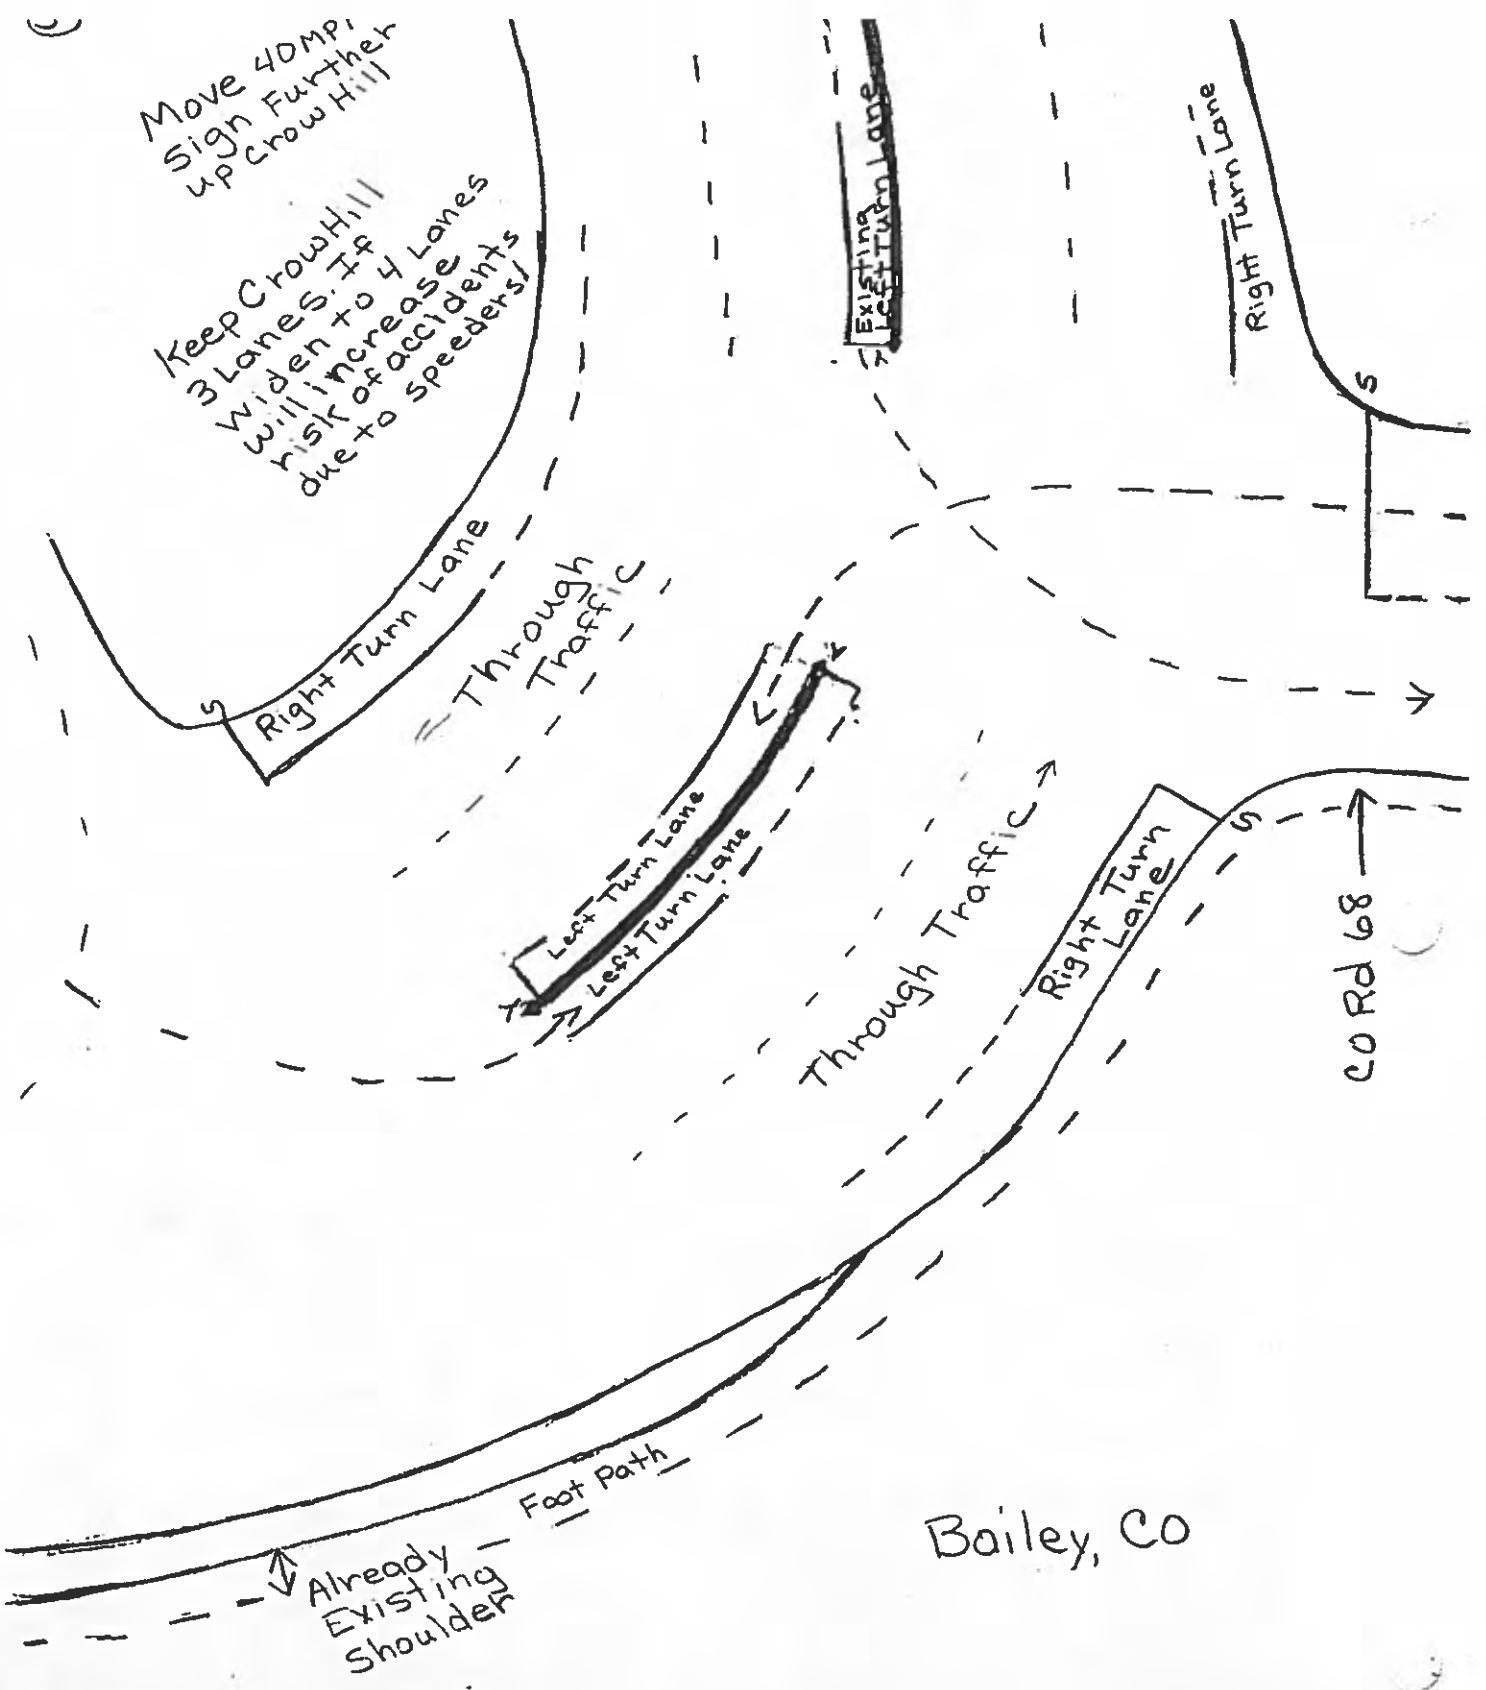 Move 40MPH
Sign Further
up Crow Hill
Keep Crow Hill
3 Lanes. If
widen to 4 Lanes
will increase
risk of accidents
due to speeders!
Existing
Left Turn Lane
Right Turn Lane
S
Right Turn Lane
S
Through
Traffic
Y
Left Turn Lane
Left Turn Lane
Y
Through Traffic
Right Turn
Lane
S
CO Rd 68
Foot Path
Already
Existing
Shoulder
Bailey, CO